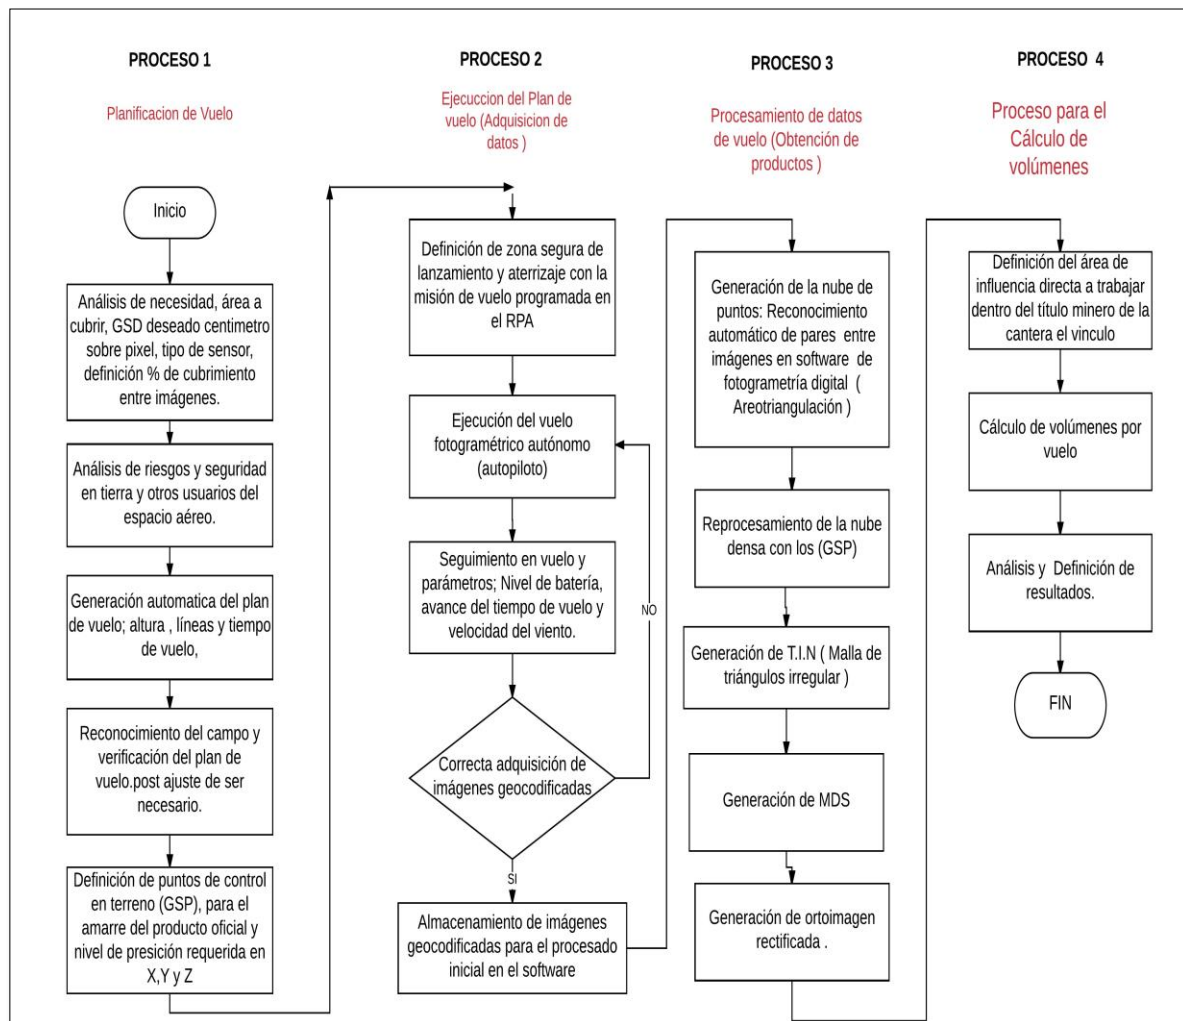 PROCESO 1
Planificacion de Vuelo
Inicio
Análisis de necesidad, área a
cubrir, GSD deseado centimetro
sobre pixel, tipo de sensor,
definición % de cubrimiento
entre imágenes.
Análisis de riesgos y seguridad
en tierra y otros usuarios del
espacio aéreo.
Generación automatica del plan
de vuelo; altura , líneas y tiempo
de vuelo,
Reconocimiento del campo y
verificación del plan de
vuelo.post ajuste de ser
necesario.
Definición de puntos de control
en terreno (GSP), para el
amarre del producto oficial y
nivel de presición requerida en
X,Y y Z
PROCESO 2
Ejecuccion del Plan de
vuelo (Adquisicion de
datos )
Definición de zona segura de
lanzamiento y aterrizaje con la
misión de vuelo programada en
el RPA
Ejecución del vuelo
fotogramétrico autónomo
(autopiloto)
Seguimiento en vuelo y
parámetros; Nivel de batería,
avance del tiempo de vuelo y
velocidad del viento.
NO
Correcta adquisición de
imágenes geocodificadas
SI
Almacenamiento de imágenes
geocodificadas para el procesado
inicial en el software
PROCESO 3
Procesamiento de datos
de vuelo (Obtención de
productos )
Generación de la nube de
puntos: Reconocimiento
automático de pares entre
imágenes en software de
fotogrametría digital (
Areotriangulación )
Reprocesamiento de la nube
densa con los (GSP)
Generación de T.I.N ( Malla de
triángulos irregular )
Generación de MDS
Generación de ortoimagen
rectificada .
PROCESO 4
Proceso para el
Cálculo de
volúmenes
Definición del área de
influencia directa a trabajar
dentro del título minero de la
cantera el vinculo
Cálculo de volúmenes por
vuelo
Análisis y Definición de
resultados.
FIN